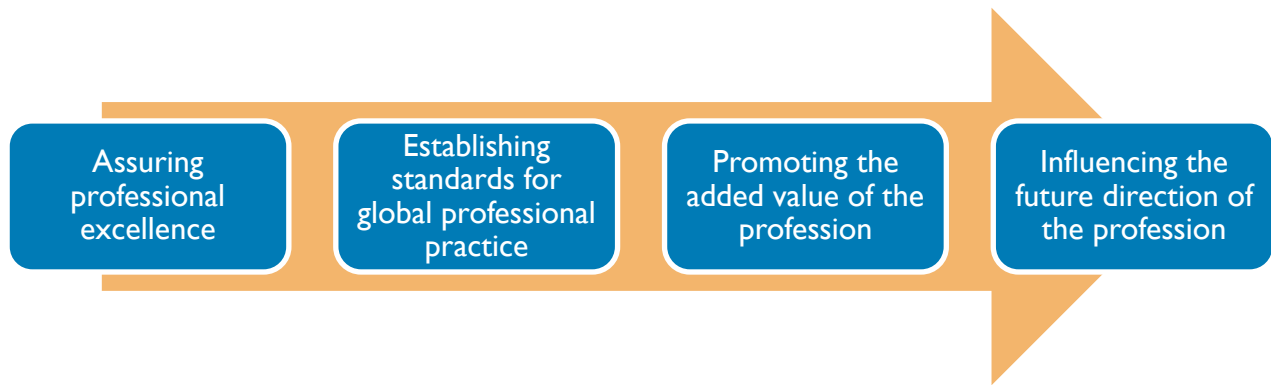 Assuring
professional
excellence
Establishing
standards for
global professional
practice
Promoting the
added value of the
profession
Influencing the
future direction of
the profession